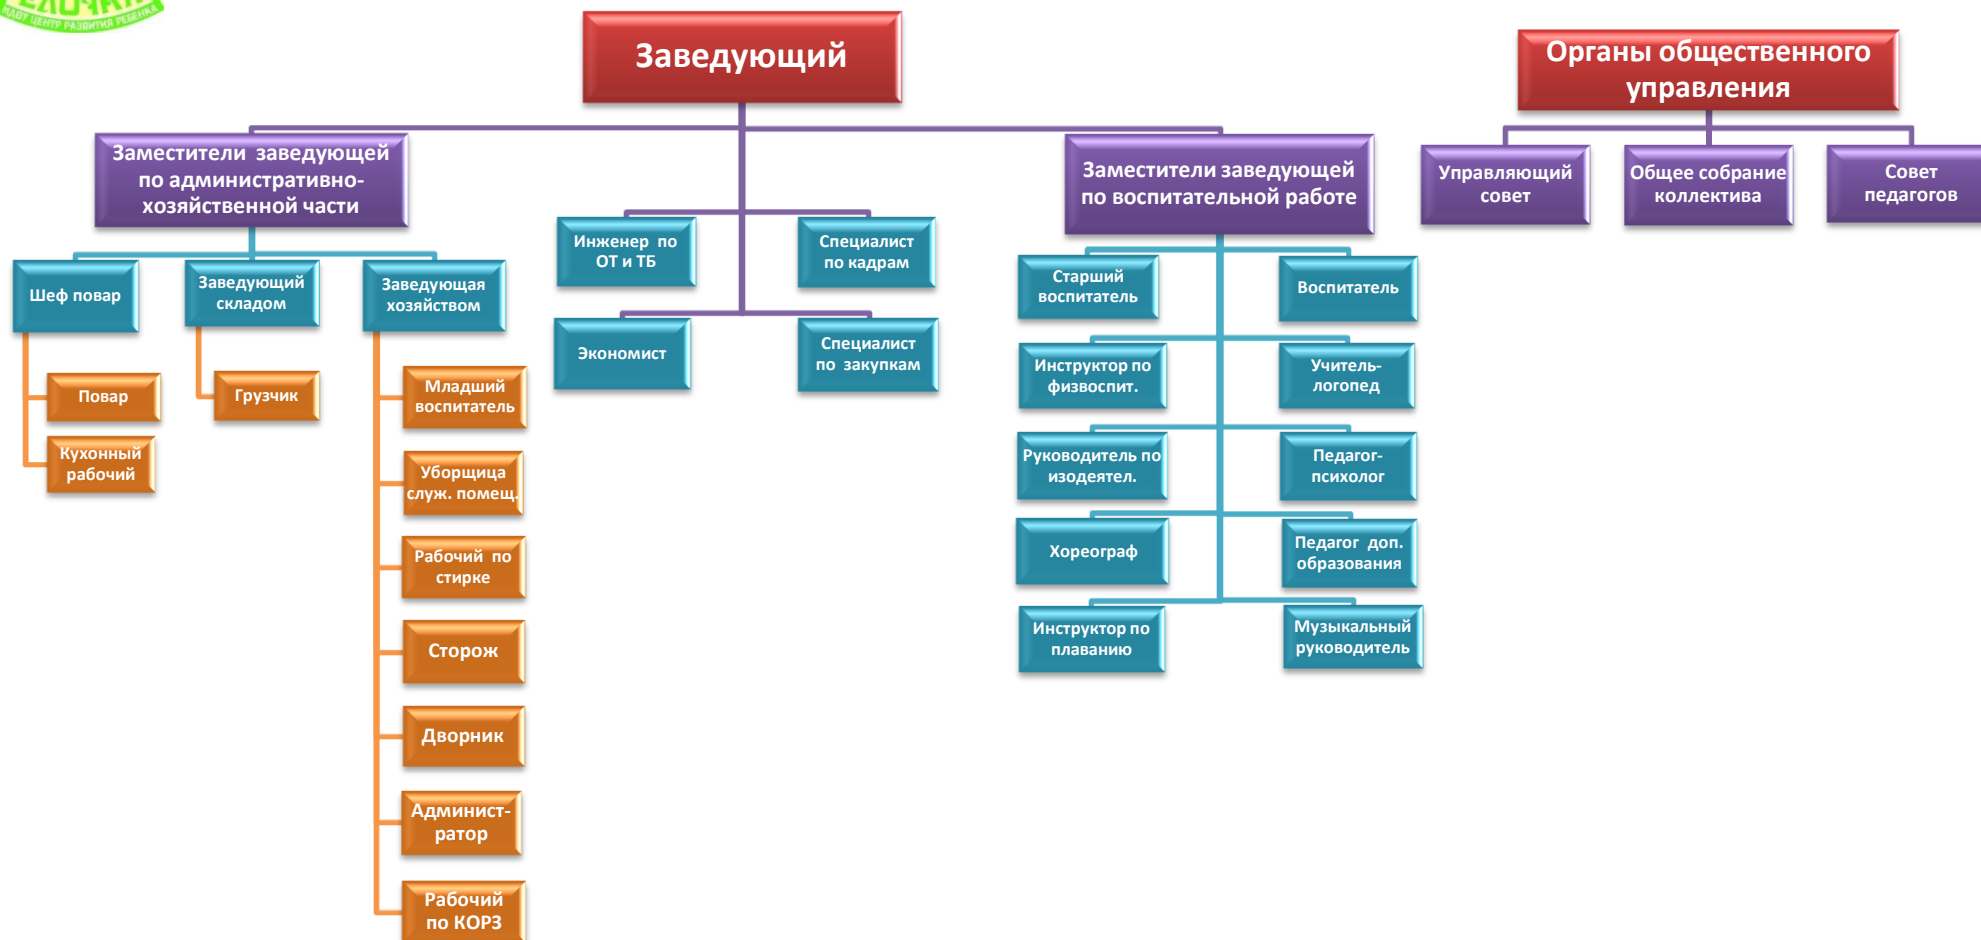 МДОУ ЦЕНТР РАЗВИТИЯ РЕБЕНКА
Заведующий
Органы общественного
управления
Заместители заведующей
по административно-
хозяйственной части
Заместители заведующей
по воспитательной работе
Управляющий
совет
Общее собрание
коллектива
Совет
педагогов
Инженер по
ОТ и ТБ
Специалист
по кадрам
Экономист
Специалист
по закупкам
Шеф повар
Заведующий
складом
Заведующая
хозяйством
Повар
Кухонный
рабочий
Грузчик
Младший
воспитатель
Уборщица
служ. помещ.
Рабочий по
стирке
Сторож
Дворник
Админист-
ратор
Рабочий
по КОРЗ
Старший
воспитатель
Воспитатель
Инструктор по
физвоспит.
Учитель-
логопед
Руководитель по
изодеятел.
Педагог-
психолог
Хореограф
Педагог доп.
образования
Инструктор по
плаванию
Музыкальный
руководитель